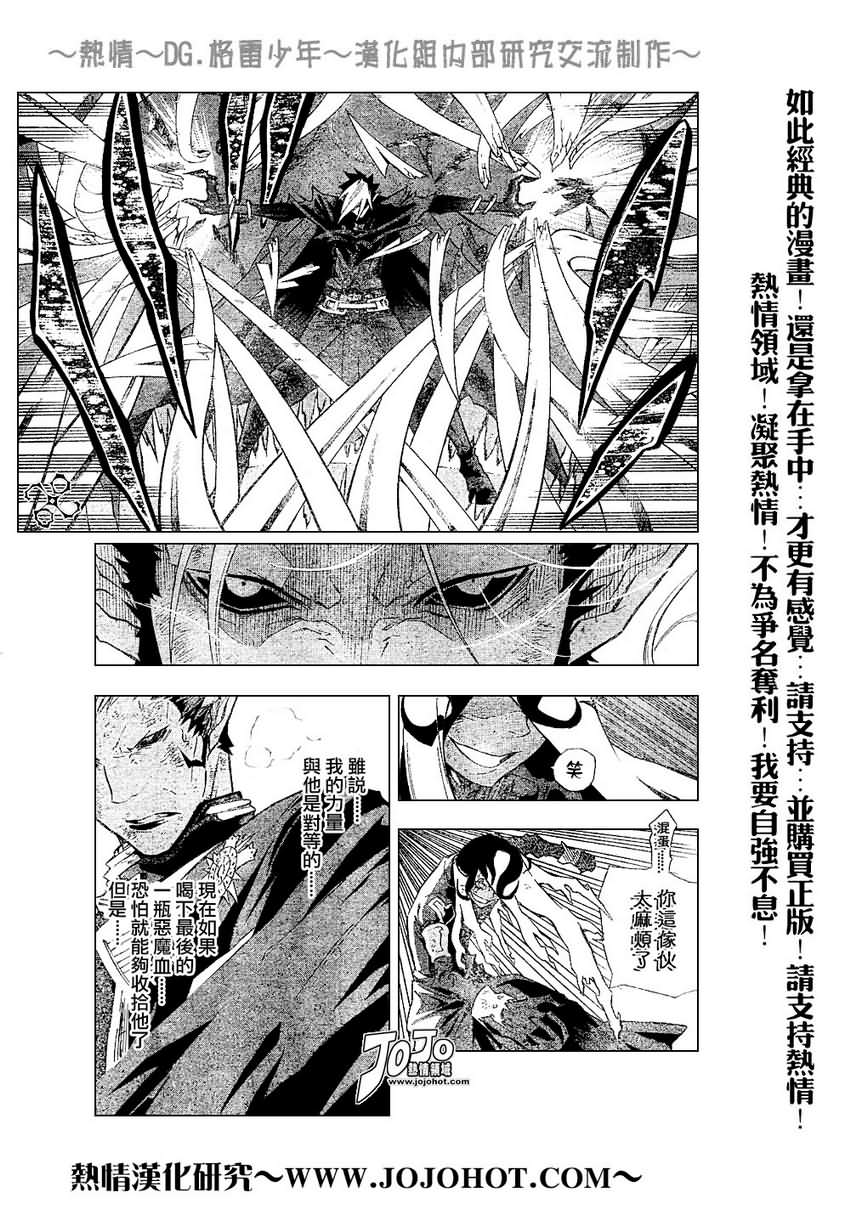 ～熱情～DG.格雷少年～漢化組內部研究交流制作～
如此經典的漫畫！還是拿在手中…才更有感覺…請支持…並購買正版！請支持熱情！
熱情領域！凝聚熱情！不為爭名奪利！我要自強不息！
笑
混蛋……
你這傢伙
太麻煩了
雖說……
我的力量
與他是對等的……
現在如果
喝下最後的
一瓶惡魔血……
恐怕就能夠收拾他了
但是……
JOJO
熱情領域
www.jojohot.com
熱情漢化研究～WWW.JOJOHOT.COM～